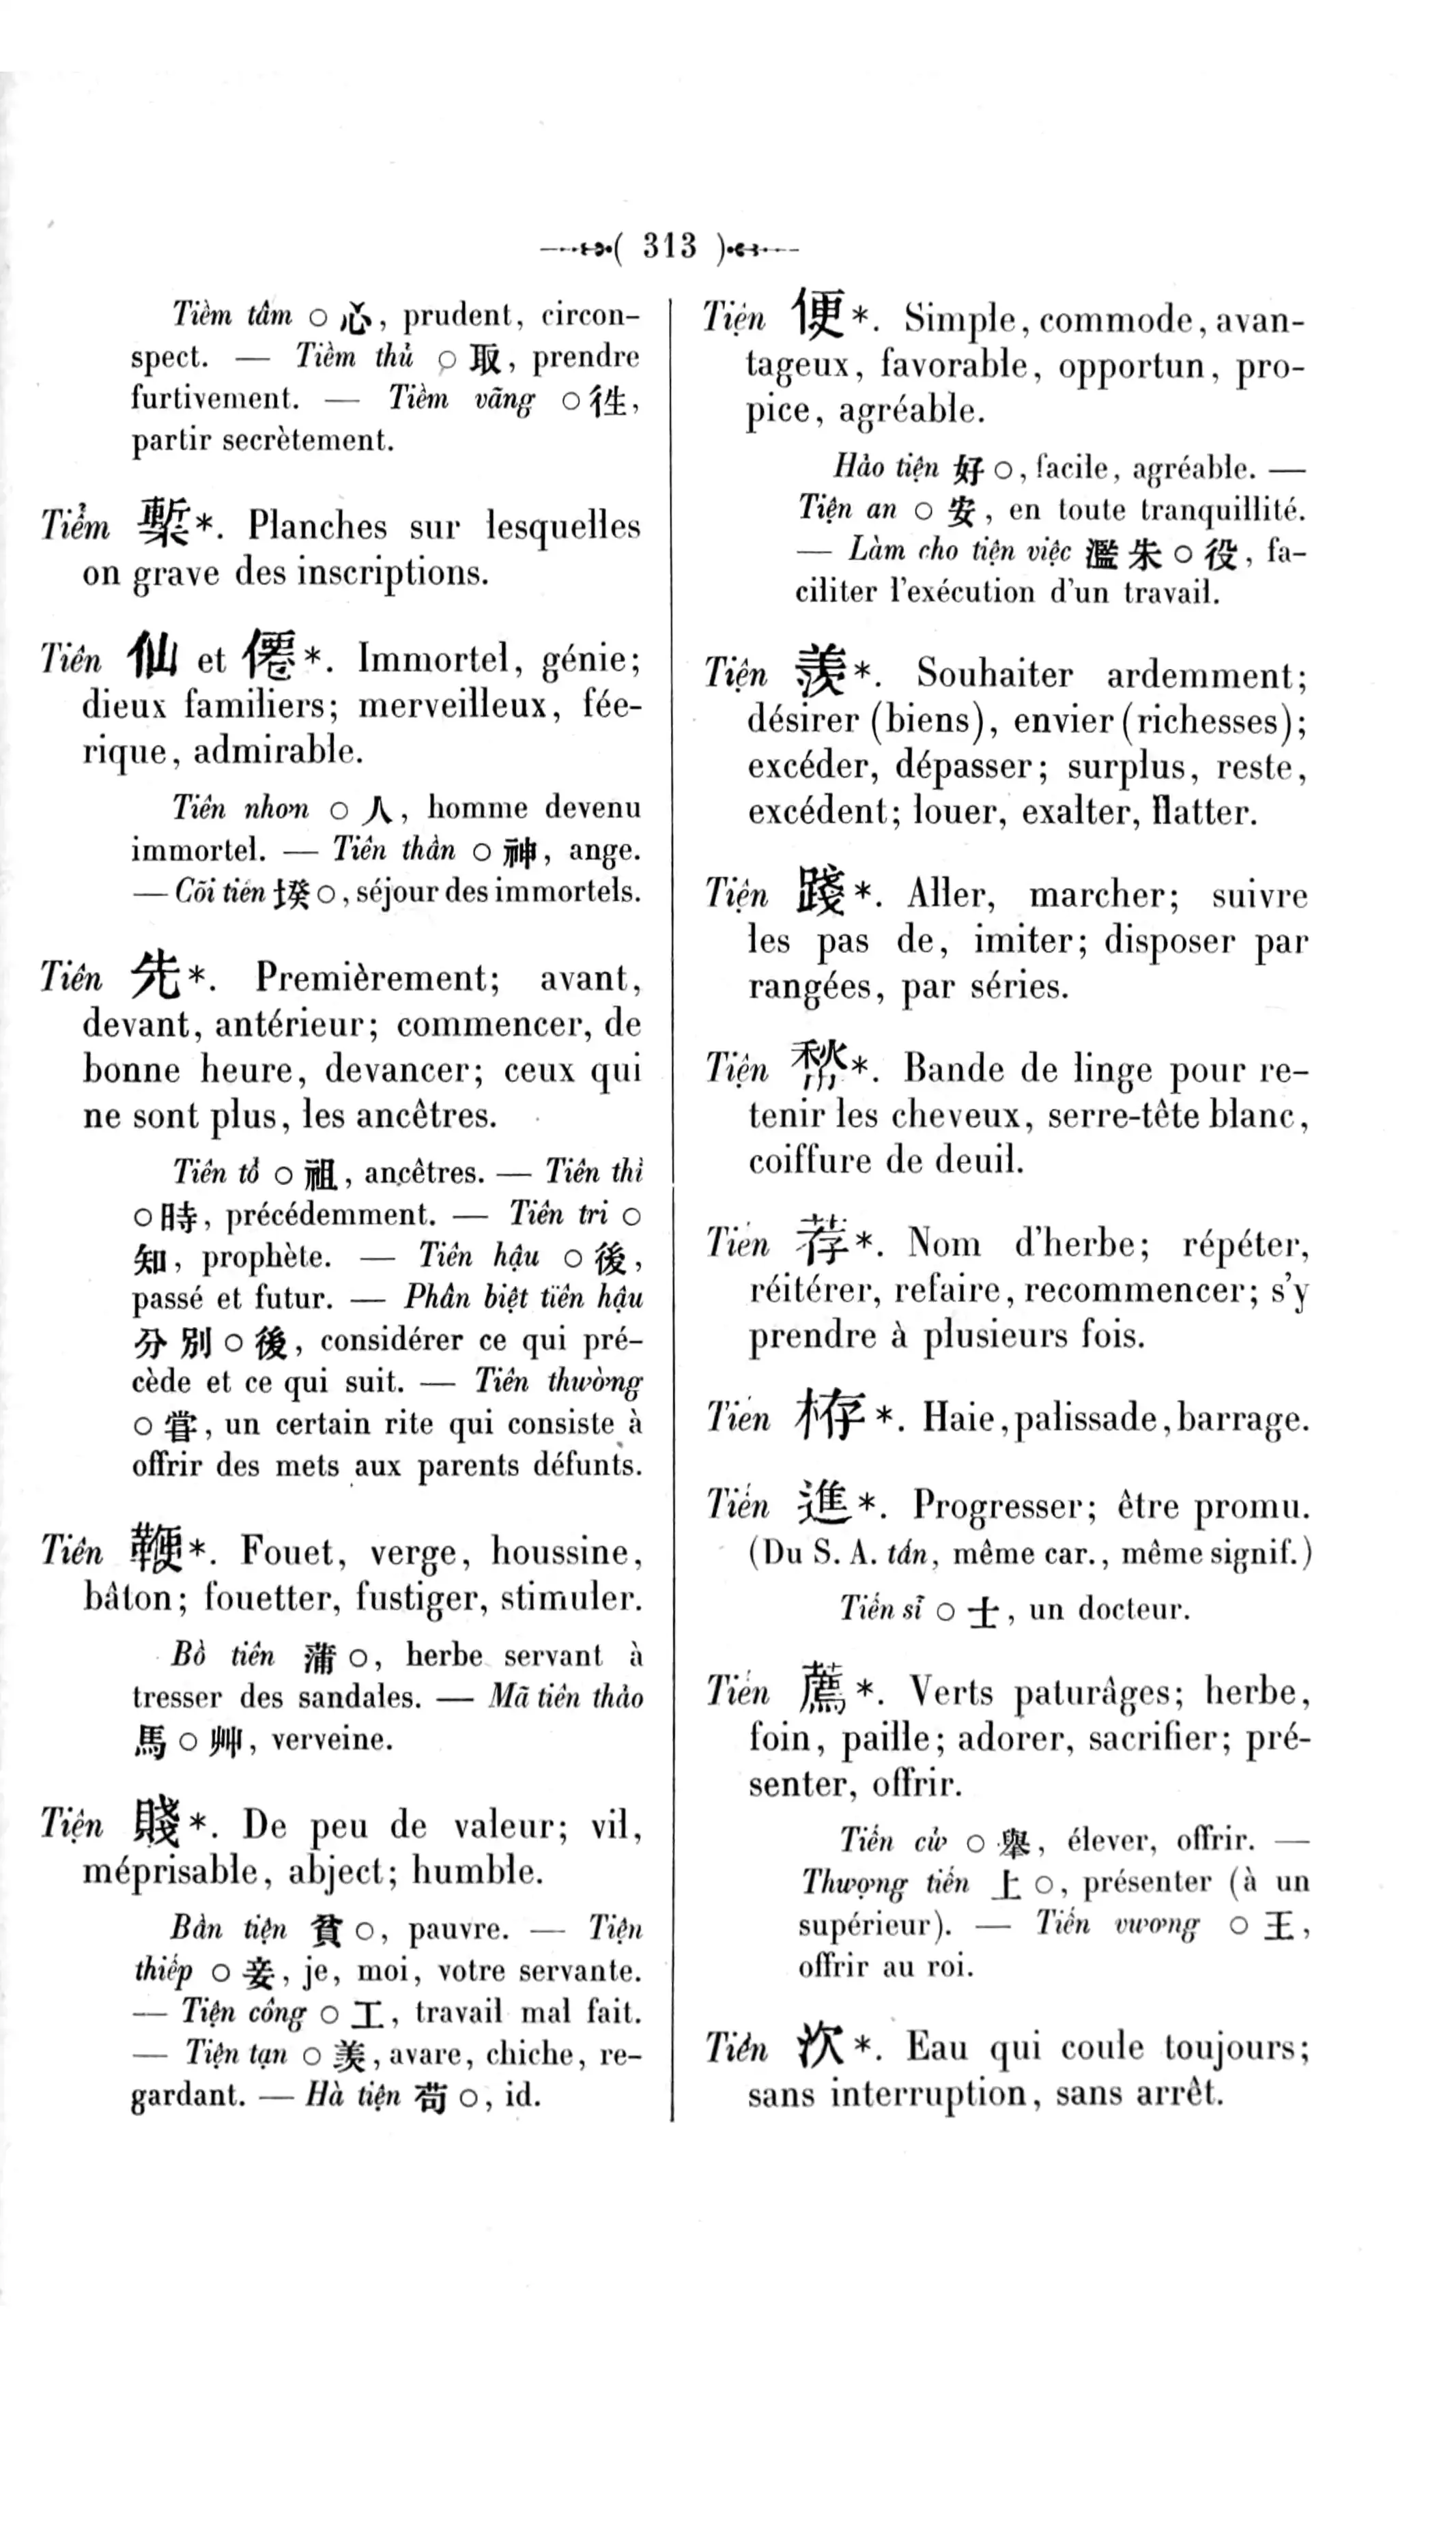 ( 313 )
Tiềm tâm ○ 心, prudent, circon-
spect. — Tiềm thủ ○ 取, prendre
furtivement. — Tiềm vãng ○ 徃,
partir secrètement.
Tiểm 槧*. Planches sur lesquelles
on grave des inscriptions.
Tiên 仙 et 僊*. Immortel, génie;
dieux familiers; merveilleux, fée-
rique, admirable.
Tiên nhơn ○ 人, homme devenu
immortel. — Tiên thần ○ 神, ange.
— Cõi tiên ○, séjour des immortels.
Tiên 先*. Premièrement; avant,
devant, antérieur; commencer, de
bonne heure, devancer; ceux qui
ne sont plus, les ancêtres.
Tiên tổ ○ 祖, ancêtres. — Tiên thì
○ 時, précédemment. — Tiên tri ○
知, prophète. — Tiên hậu ○ 後,
passé et futur. — Phân biệt tiên hậu
分別 ○ 後, considérer ce qui pré-
cède et ce qui suit. — Tiên thường
○ 甞, un certain rite qui consiste à
offrir des mets aux parents défunts.
Tiên 鞭*. Fouet, verge, houssine,
bâton; fouetter, fustiger, stimuler.
Bồ tiên 蒲 ○, herbe servant à
tresser des sandales. — Mã tiên thảo
馬 ○ 艸, verveine.
Tiện 賤*. De peu de valeur; vil,
méprisable, abject; humble.
Bần tiện 貧 ○, pauvre. — Tiện
thiếp ○ 妾, je, moi, votre servante.
— Tiện công ○ 工, travail mal fait.
— Tiện tạn ○ 羨, avare, chiche, re-
gardant. — Hà tiện 苟 ○, id.
Tiện 便*. Simple, commode, avan-
tageux, favorable, opportun, pro-
pice, agréable.
Hảo tiện 好 ○, facile, agréable. —
Tiện an ○ 安, en toute tranquillité.
— Làm cho tiện việc 濫朱 ○ 役, fa-
ciliter l'exécution d'un travail.
Tiện 羨*. Souhaiter ardemment;
désirer (biens), envier (richesses);
excéder, dépasser; surplus, reste,
excédent; louer, exalter, flatter.
Tiện 踐*. Aller, marcher; suivre
les pas de, imiter; disposer par
rangées, par séries.
Tiện *. Bande de linge pour re-
tenir les cheveux, serre-tête blanc,
coiffure de deuil.
Tiến 荐*. Nom d'herbe; répéter,
réitérer, refaire, recommencer; s'y
prendre à plusieurs fois.
Tiến 栫*. Haie, palissade, barrage.
Tiến 進*. Progresser; être promu.
(Du S. A. tấn, même car., même signif.)
Tiến sĩ ○ 士, un docteur.
Tiến 薦*. Verts paturâges; herbe,
foin, paille; adorer, sacrifier; pré-
senter, offrir.
Tiến cử ○ 舉, élever, offrir. —
Thượng tiến 上 ○, présenter (à un
supérieur). — Tiến vương ○ 王,
offrir au roi.
Tiến *. Eau qui coule toujours;
sans interruption, sans arrêt.